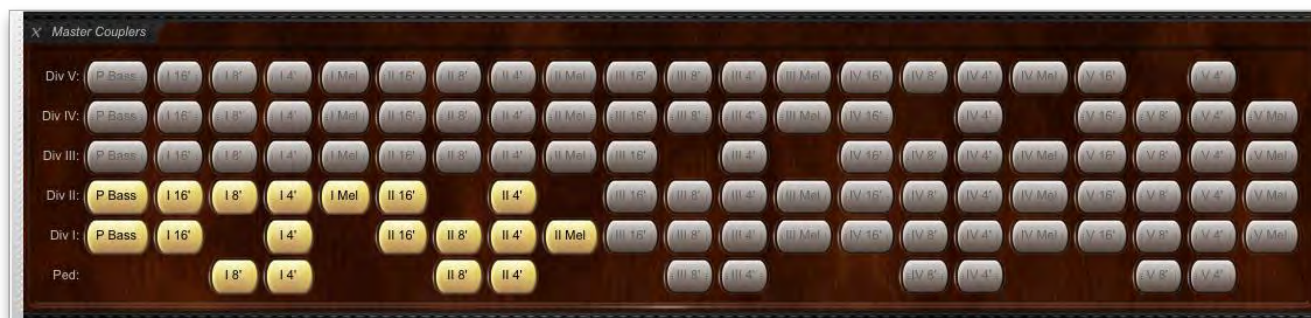 X Master Couplers
Div V: P Bass I 16' I 8' I 4' I Mel II 16' II 8' II 4' II Mel III 16' III 8' III 4' III Mel IV 16' IV 8' IV 4' IV Mel V 16' V 4'
Div IV: P Bass I 16' I 8' I 4' I Mel II 16' II 8' II 4' II Mel III 16' III 8' III 4' III Mel IV 16' IV 4' V 16' V 8' V 4' V Mel
Div III: P Bass I 16' I 8' I 4' I Mel II 16' II 8' II 4' II Mel III 16' III 4' IV 16' IV 8' IV 4' IV Mel V 16' V 8' V 4' V Mel
Div II: P Bass I 16' I 8' I 4' I Mel II 16' II 4' III 16' III 8' III 4' III Mel IV 16' IV 8' IV 4' IV Mel V 16' V 8' V 4' V Mel
Div I: P Bass I 16' I 4' II 16' II 8' II 4' II Mel III 16' III 8' III 4' III Mel IV 16' IV 8' IV 4' IV Mel V 16' V 8' V 4' V Mel
Ped: I 8' I 4' II 8' II 4' III 8' III 4' IV 8' IV 4' V 8' V 4'